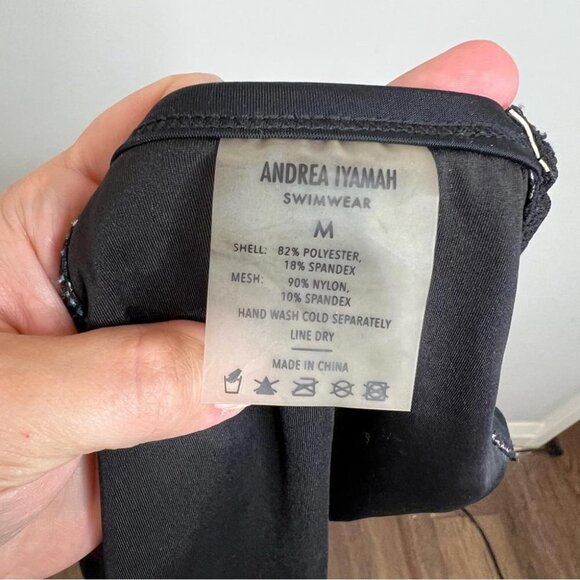 ANDREA IYAMAH
SWIMWEAR
M
SHELL: 82% POLYESTER,
18% SPANDEX
MESH: 90% NYLON,
10% SPANDEX
HAND WASH COLD SEPARATELY
LINE DRY
MADE IN CHINA